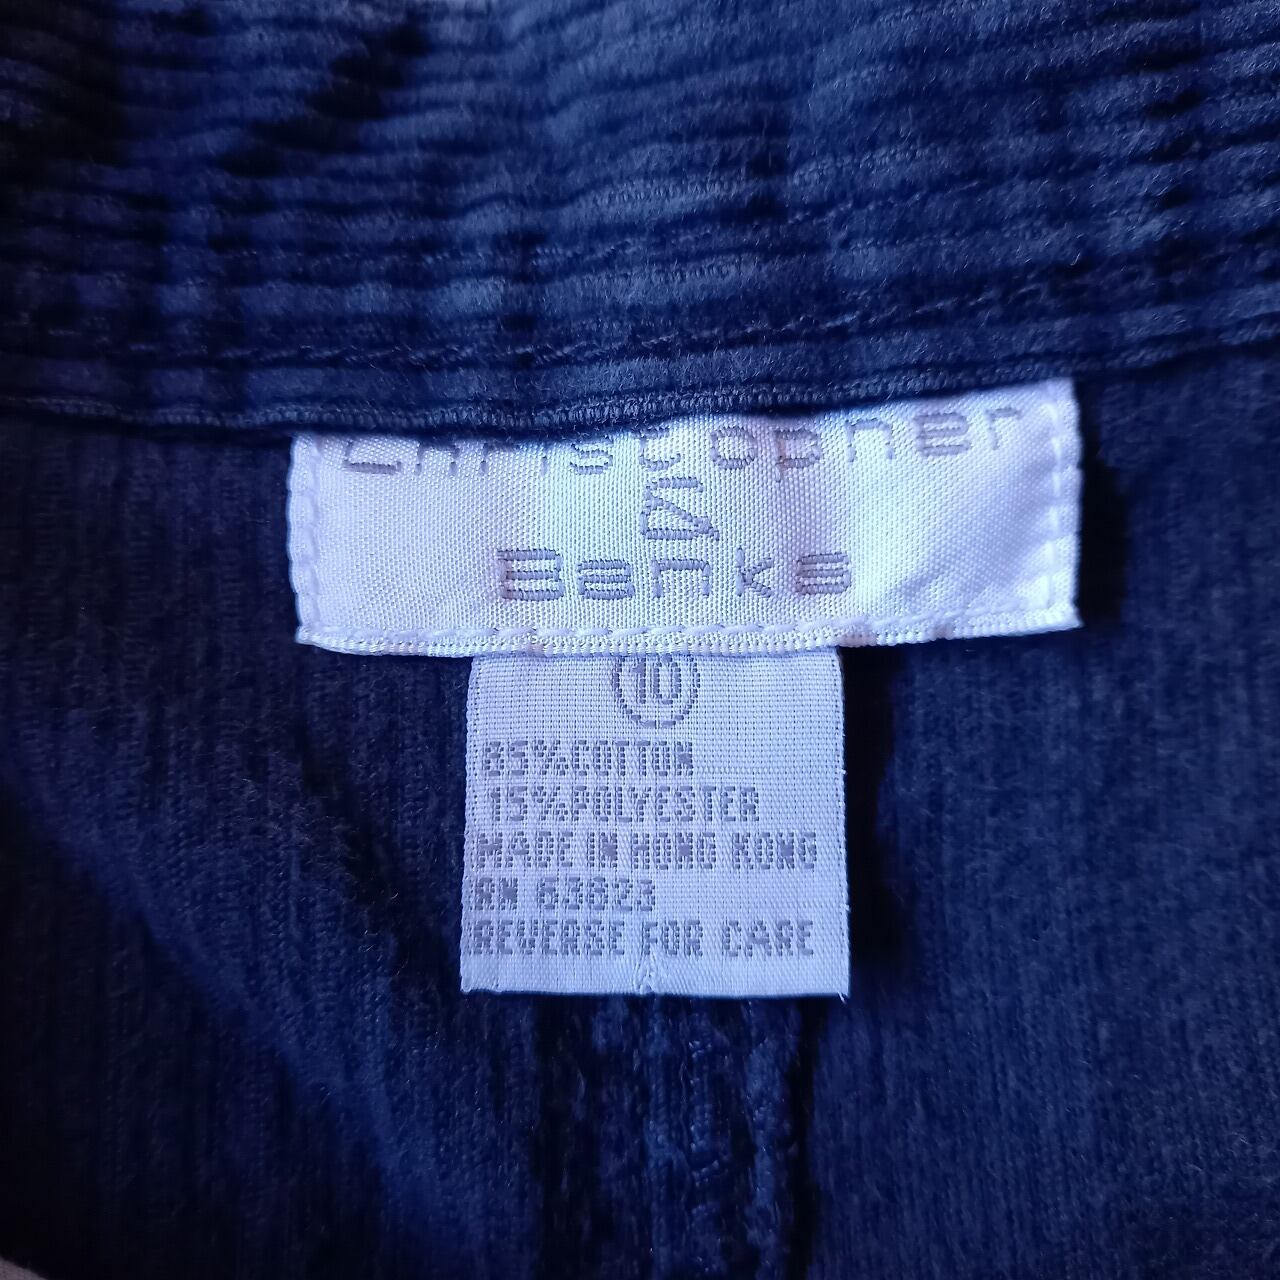 Christopher
&
Banks
10
85%COTTON
15%POLYESTER
MADE IN HONG KONG
RN 63623
REVERSE FOR CARE